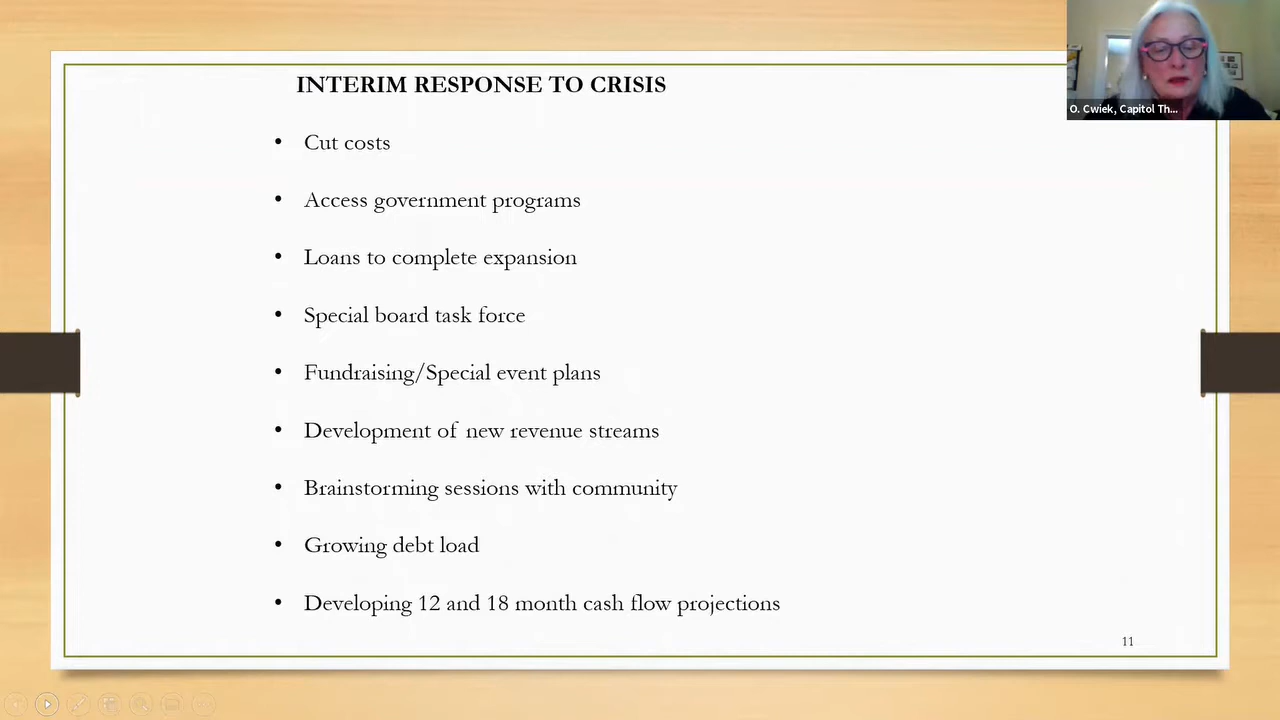 INTERIM RESPONSE TO CRISIS
O. Cwiek, Capitol Th...
• Cut costs
• Access government programs
• Loans to complete expansion
• Special board task force
• Fundraising/Special event plans
• Development of new revenue streams
• Brainstorming sessions with community
• Growing debt load
• Developing 12 and 18 month cash flow projections
11